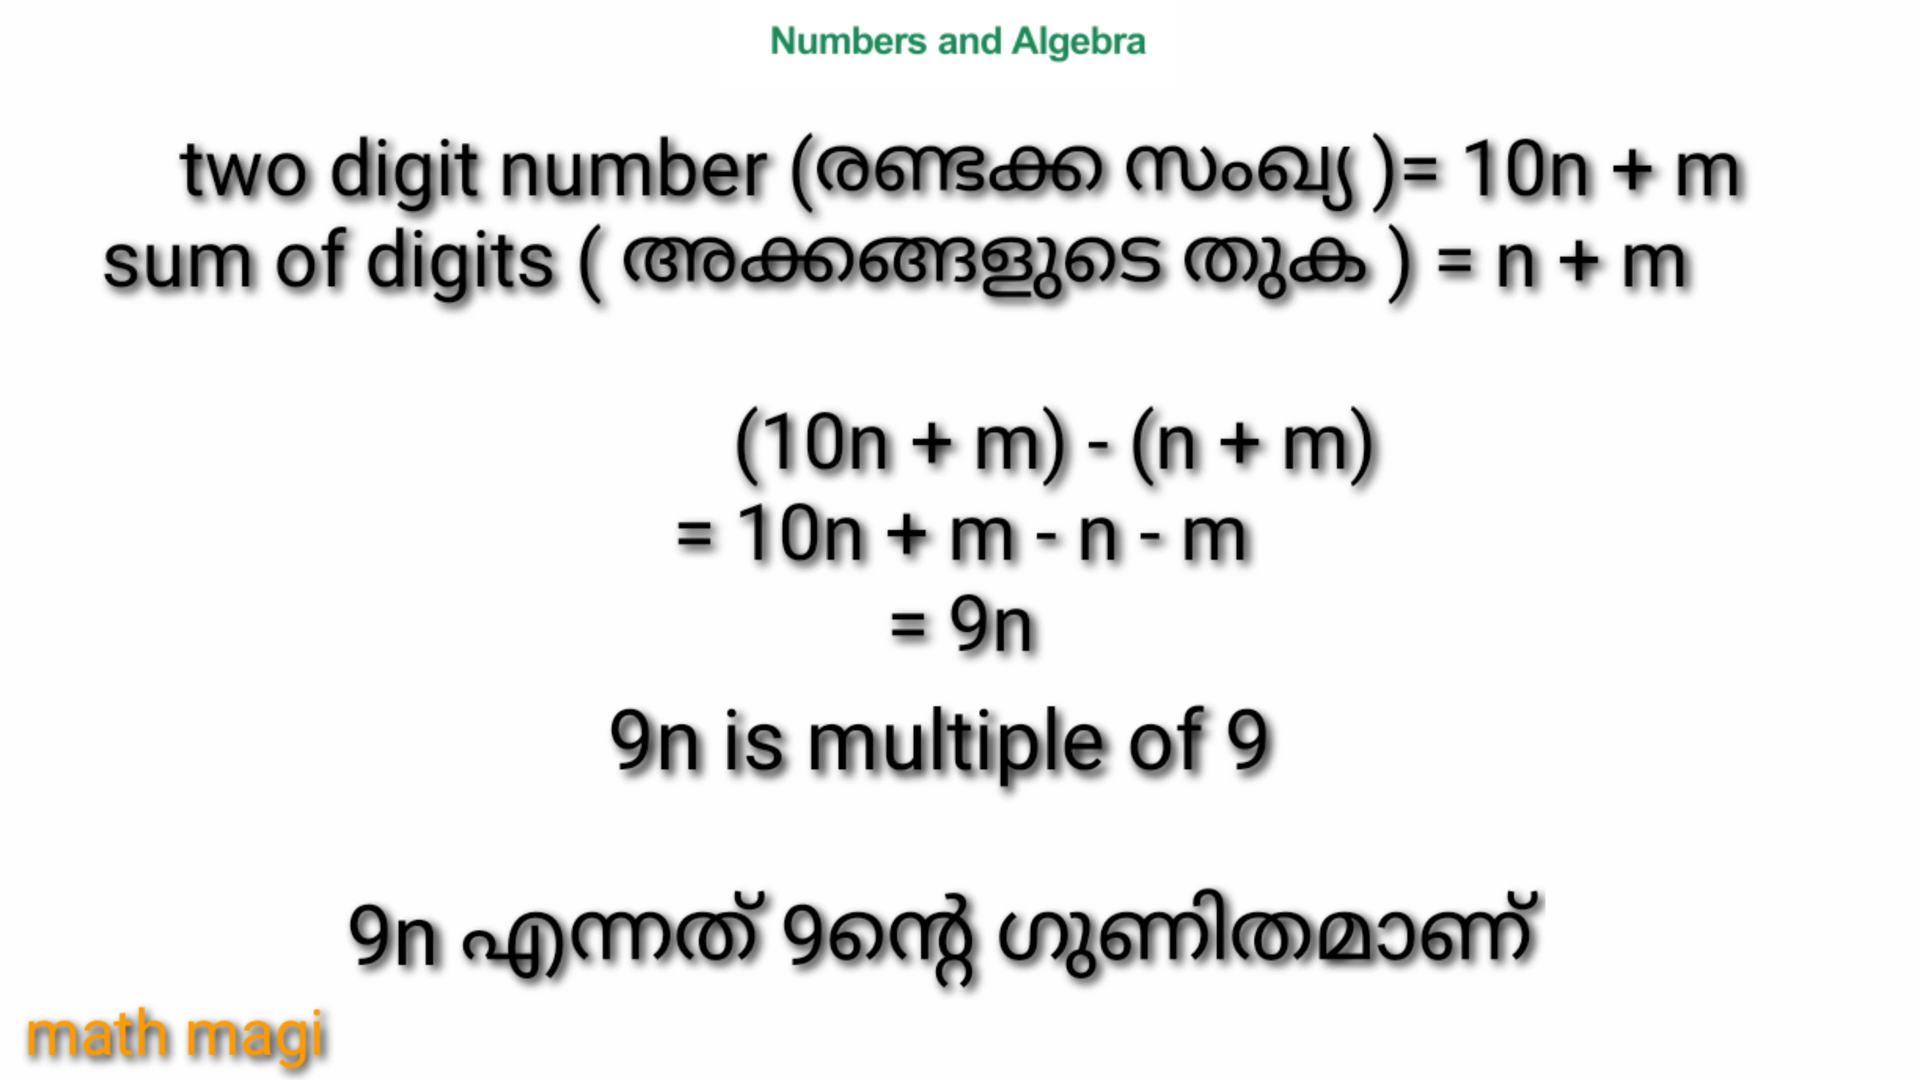 Numbers and Algebra
two digit number (രണ്ടക്ക സംഖ്യ )= 10n + m
sum of digits ( അക്കങ്ങളുടെ തുക ) = n + m
(10n + m) - (n + m)
= 10n + m - n - m
= 9n
9n is multiple of 9
9n എന്നത് 9ന്റെ ഗുണിതമാണ്
math magi